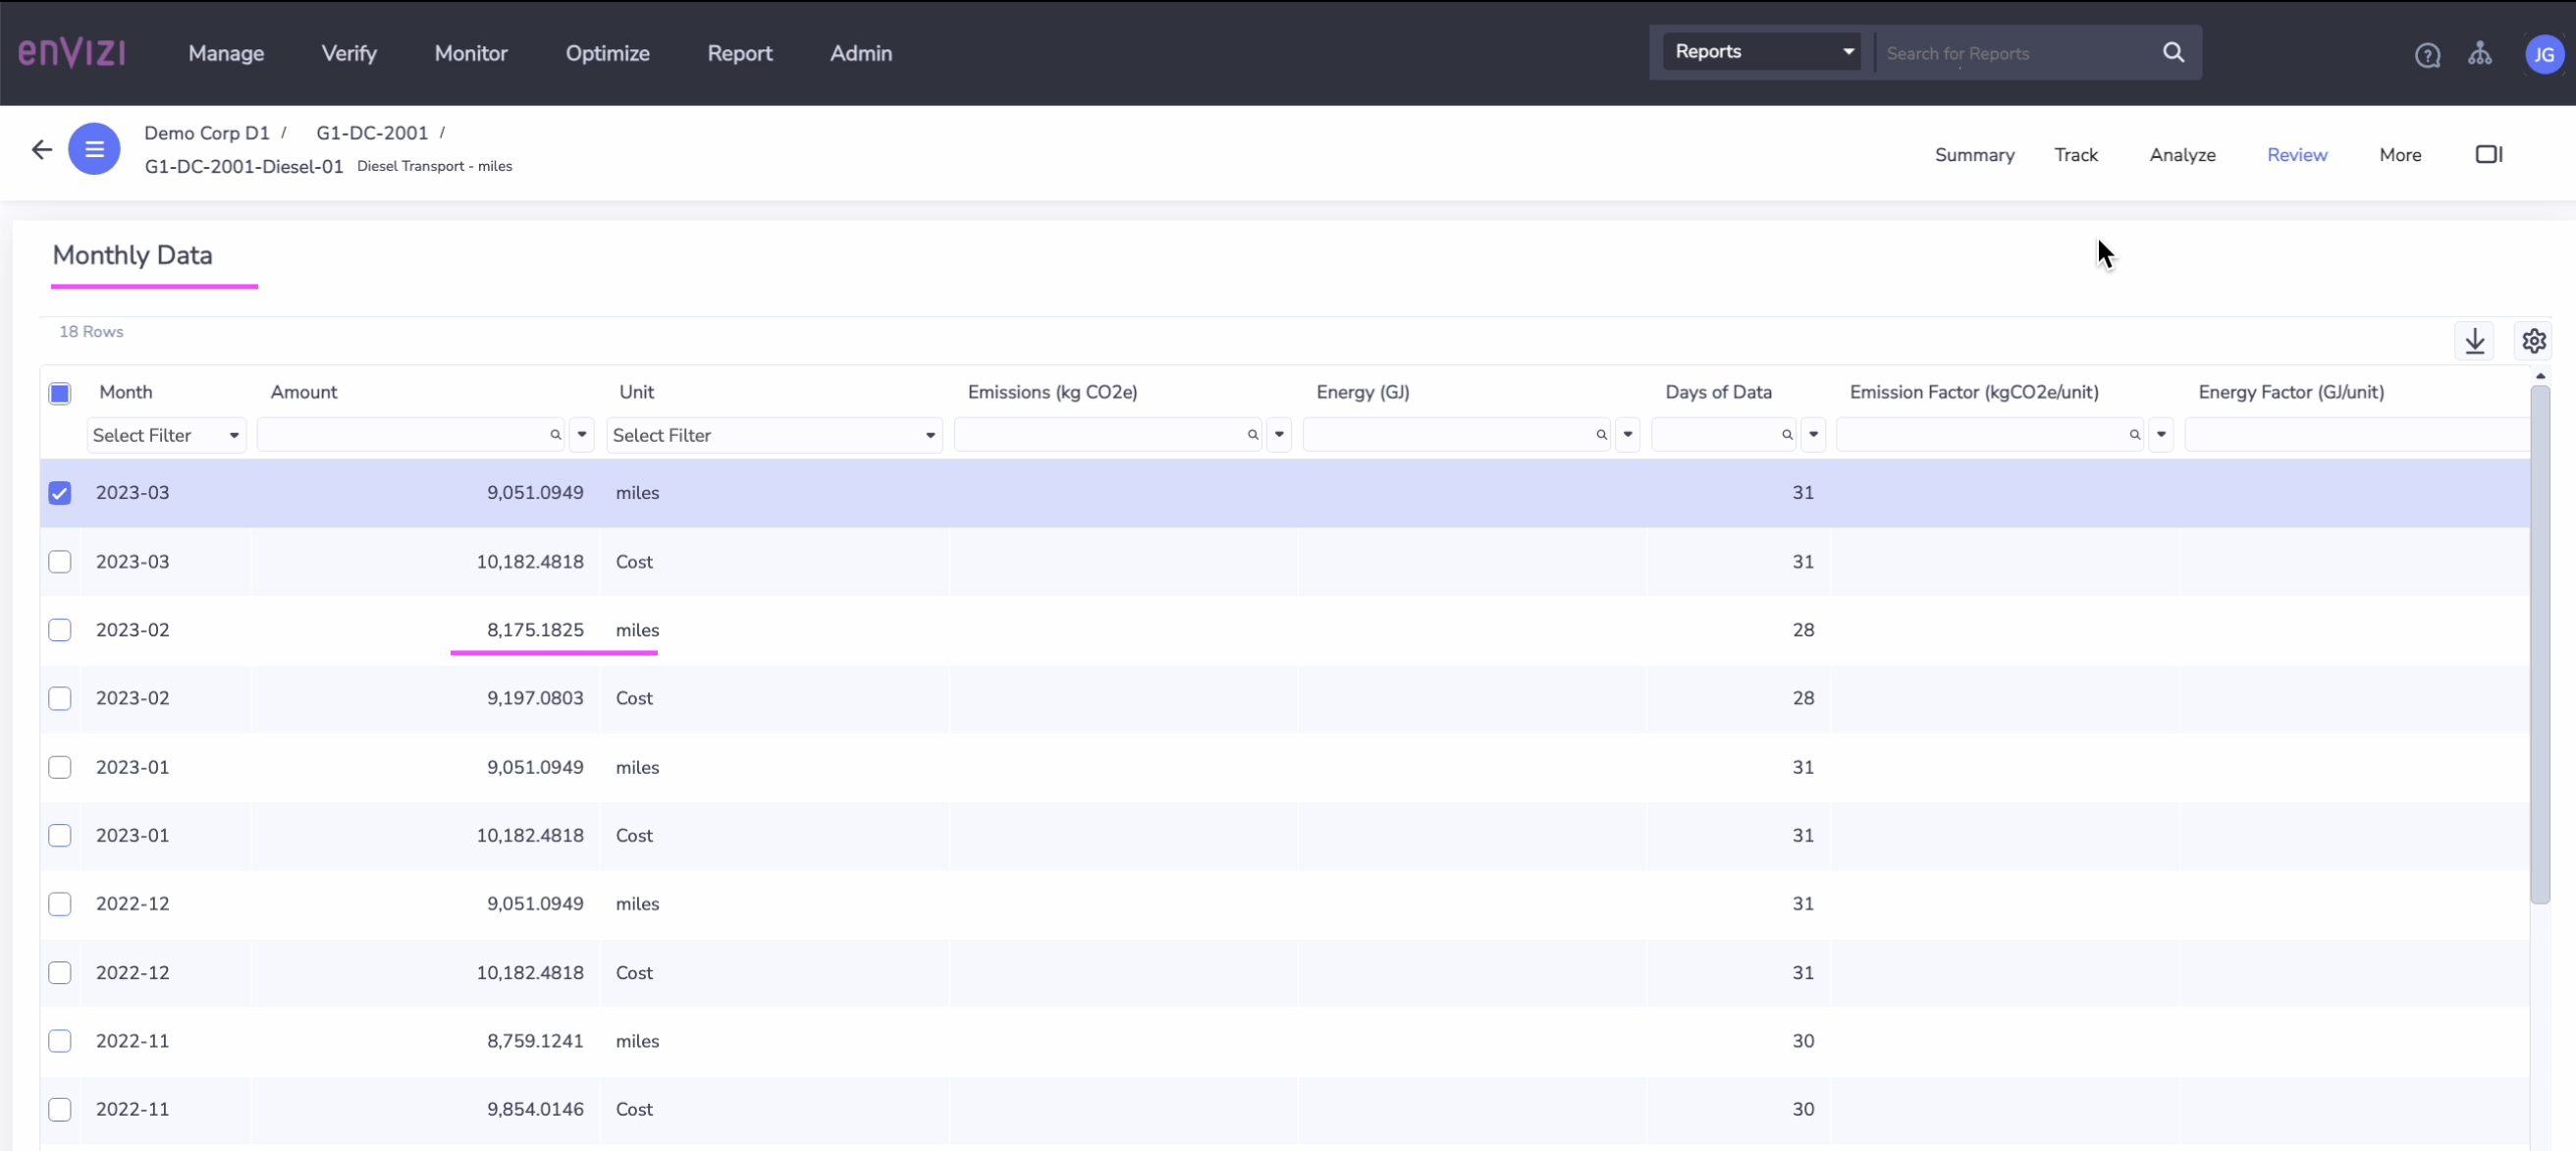 enVIZI Manage Verify Monitor Optimize Report Admin Reports Search for Reports JG
Demo Corp D1 / G1-DC-2001 /
G1-DC-2001-Diesel-01 Diesel Transport - miles
Summary Track Analyze Review More
Monthly Data
18 Rows
Month Amount Unit Emissions (kg CO2e) Energy (GJ) Days of Data Emission Factor (kgCO2e/unit) Energy Factor (GJ/unit)
Select Filter Select Filter
2023-03 9,051.0949 miles 31
2023-03 10,182.4818 Cost 31
2023-02 8,175.1825 miles 28
2023-02 9,197.0803 Cost 28
2023-01 9,051.0949 miles 31
2023-01 10,182.4818 Cost 31
2022-12 9,051.0949 miles 31
2022-12 10,182.4818 Cost 31
2022-11 8,759.1241 miles 30
2022-11 9,854.0146 Cost 30